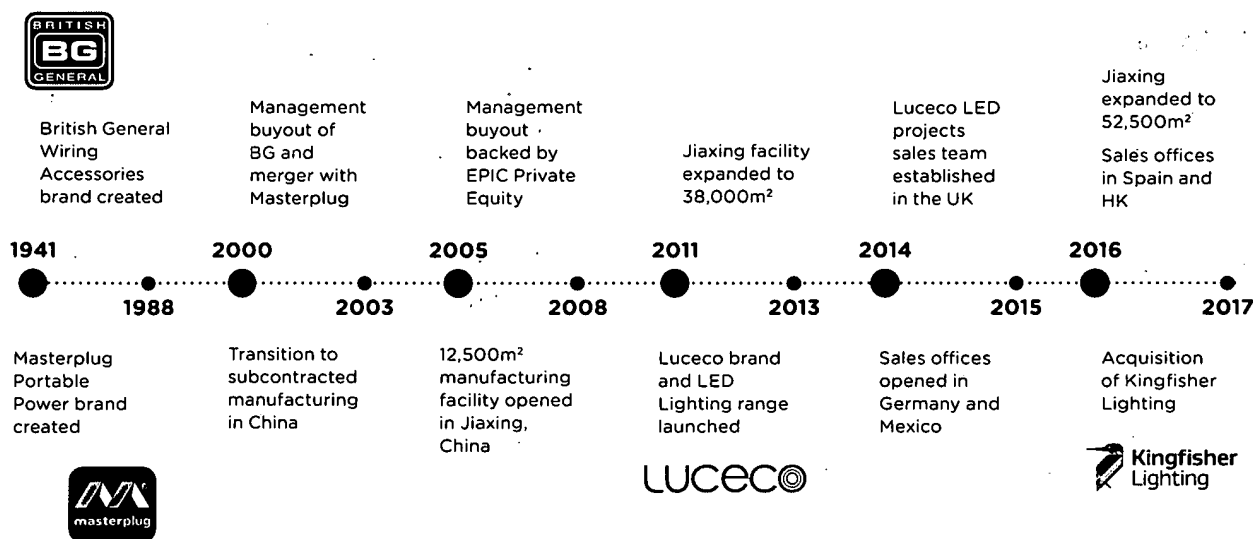 BRITISH
BG
GENERAL
British General
Wiring
Accessories
brand created
Management
buyout of
BG and
merger with
Masterplug
Management
buyout
backed by
EPIC Private
Equity
Jiaxing facility
expanded to
38,000m²
Luceco LED
projects
sales team
established
in the UK
Jiaxing
expanded to
52,500m²
Sales offices
in Spain and
HK
1941 2000 2005 2011 2014 2016
1988 2003 2008 2013 2015 2017
Masterplug
Portable
Power brand
created
Transition to
subcontracted
manufacturing
in China
12,500m²
manufacturing
facility opened
in Jiaxing,
China
Luceco brand
and LED
Lighting range
launched
Sales offices
opened in
Germany and
Mexico
Acquisition
of Kingfisher
Lighting
masterplug
LUCECO
Kingfisher
Lighting